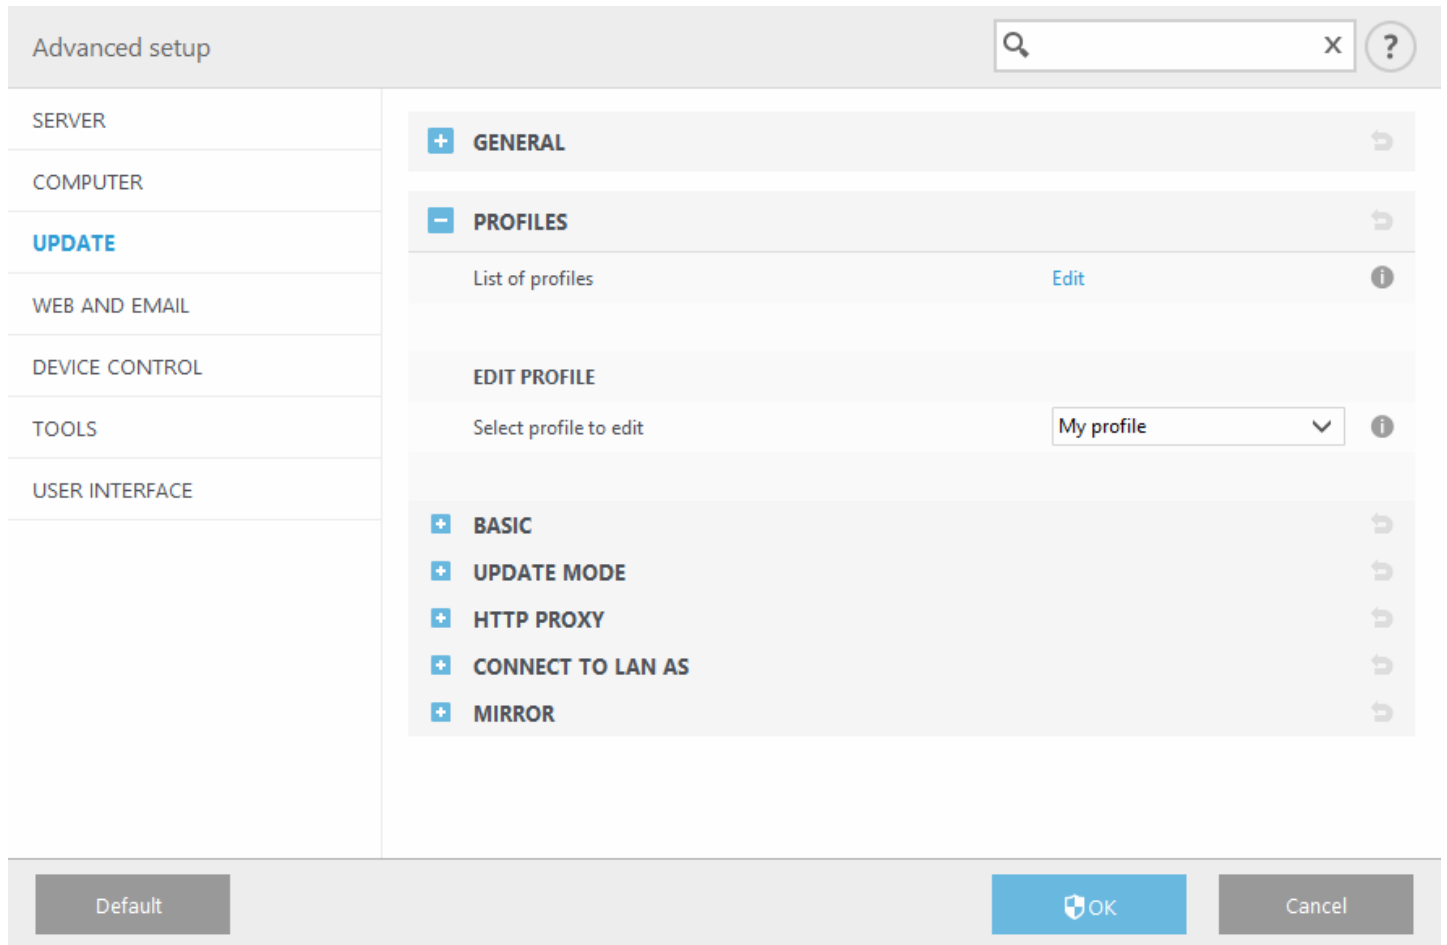 Advanced setup
X
?
SERVER
COMPUTER
UPDATE
WEB AND EMAIL
DEVICE CONTROL
TOOLS
USER INTERFACE
GENERAL
PROFILES
List of profiles Edit
EDIT PROFILE
Select profile to edit My profile
BASIC
UPDATE MODE
HTTP PROXY
CONNECT TO LAN AS
MIRROR
Default OK Cancel